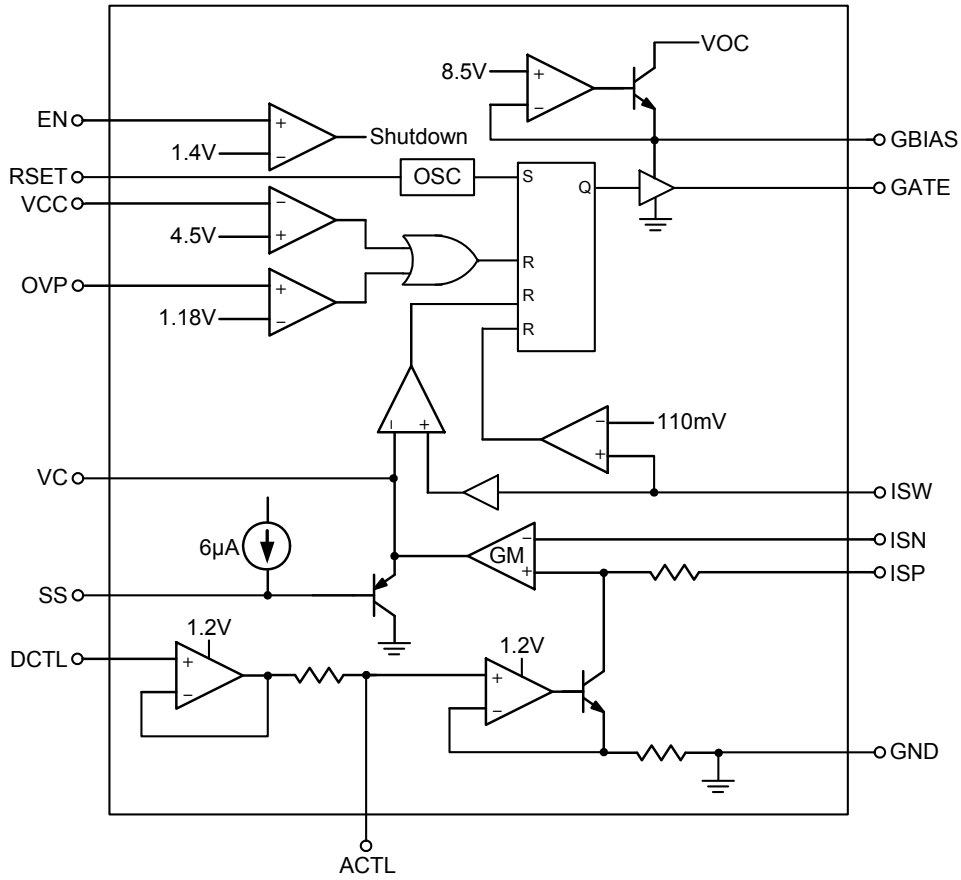 VOC
8.5V
+
−
EN
+
−
Shutdown
1.4V
GBIAS
RSET
OSC
S
Q
GATE
VCC
−
+
4.5V
R
OVP
+
−
1.18V
R
R
−
+
110mV
− +
VC
ISW
6µA
GM
−
+
ISN
ISP
SS
1.2V
1.2V
DCTL
+
−
+
−
GND
ACTL